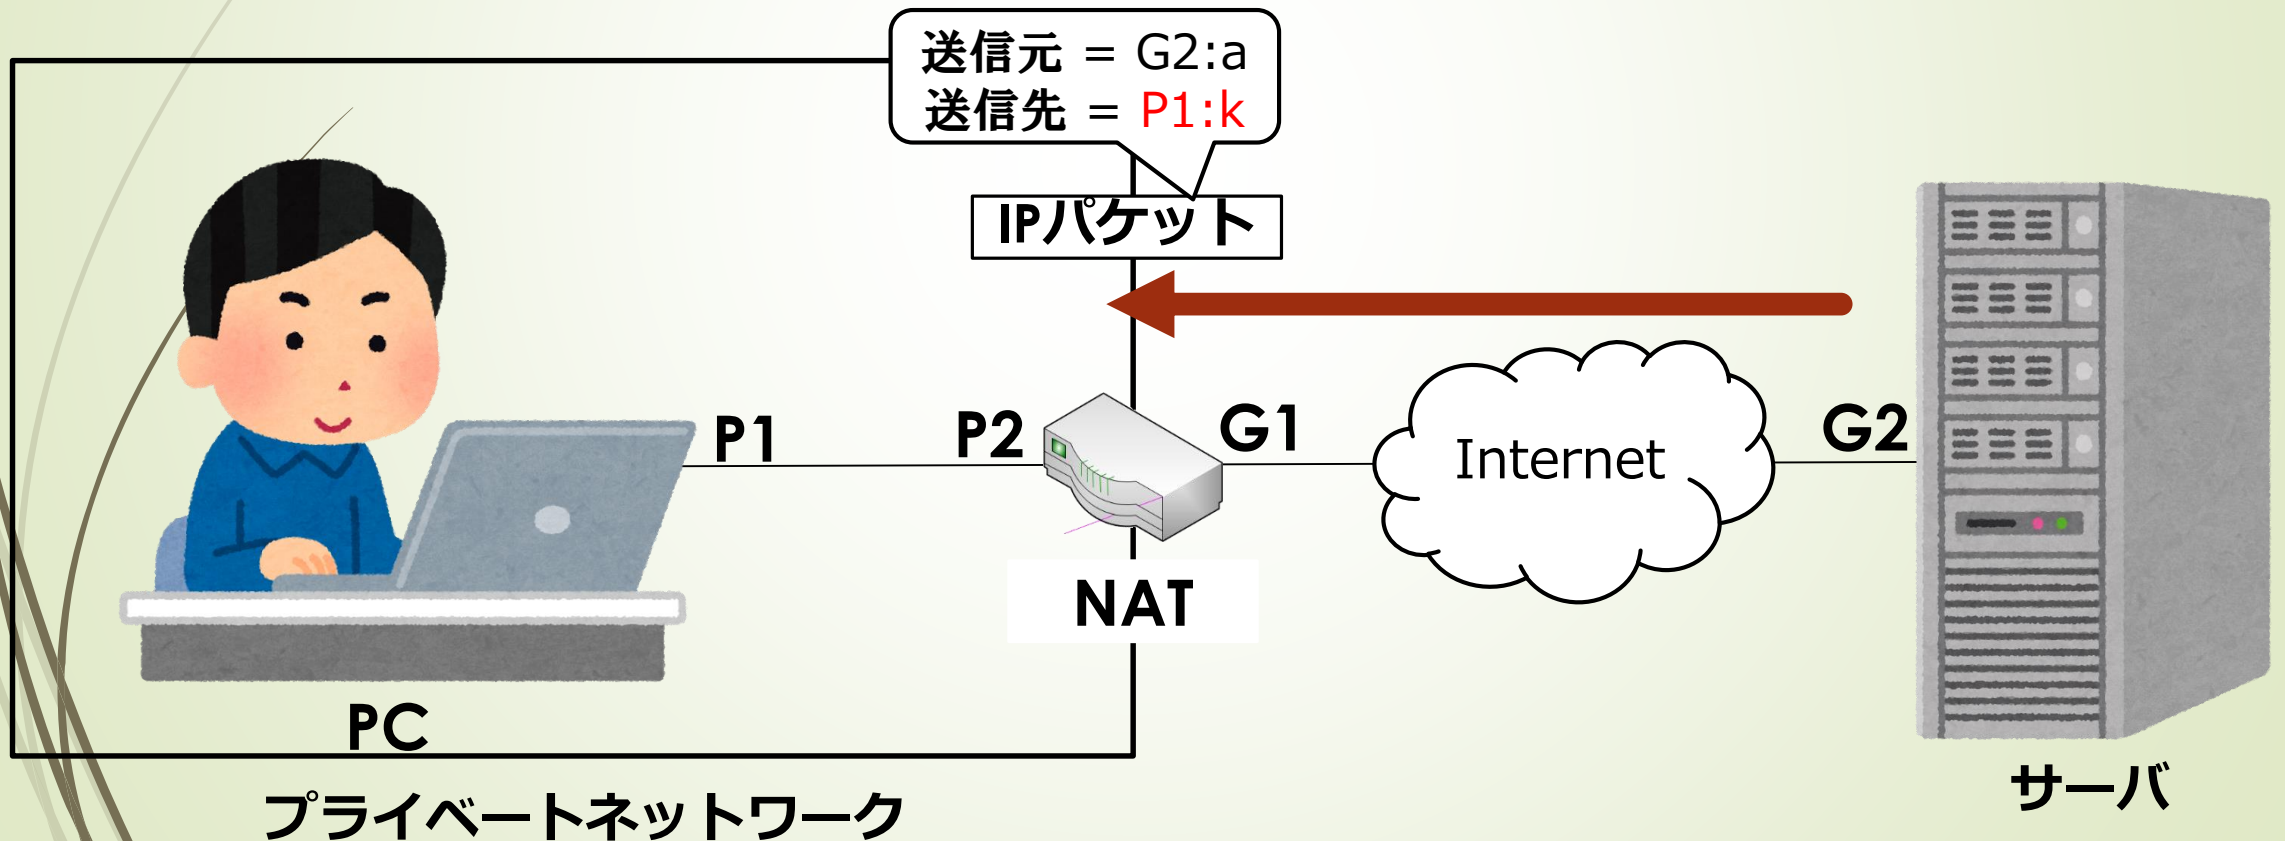 送信元 = G2:a
送信先 = P1:k
IPパケット
P1
P2
G1
Internet
G2
NAT
PC
サーバ
プライベートネットワーク